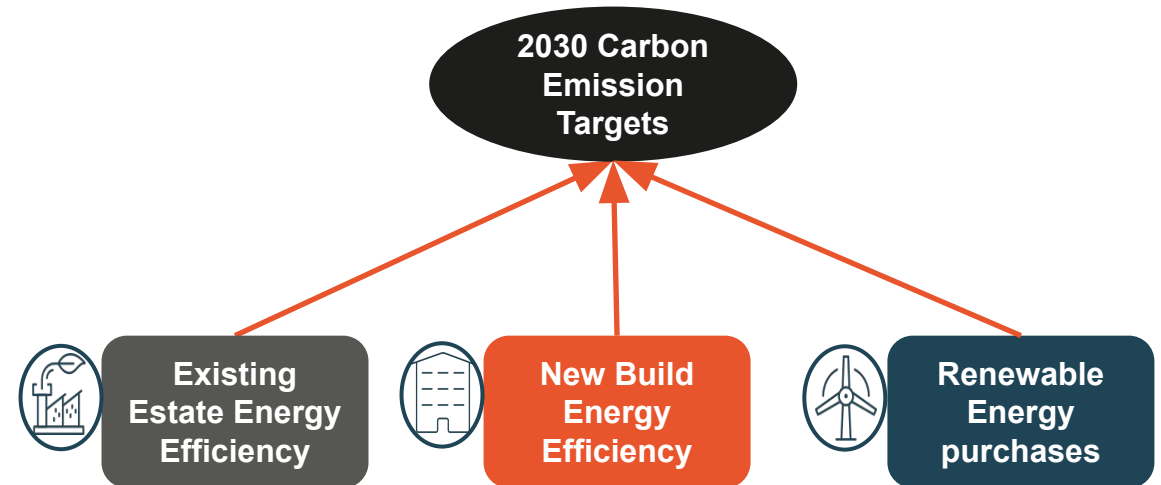 2030 Carbon
Emission
Targets
Existing
Estate Energy
Efficiency
New Build
Energy
Efficiency
Renewable
Energy
purchases